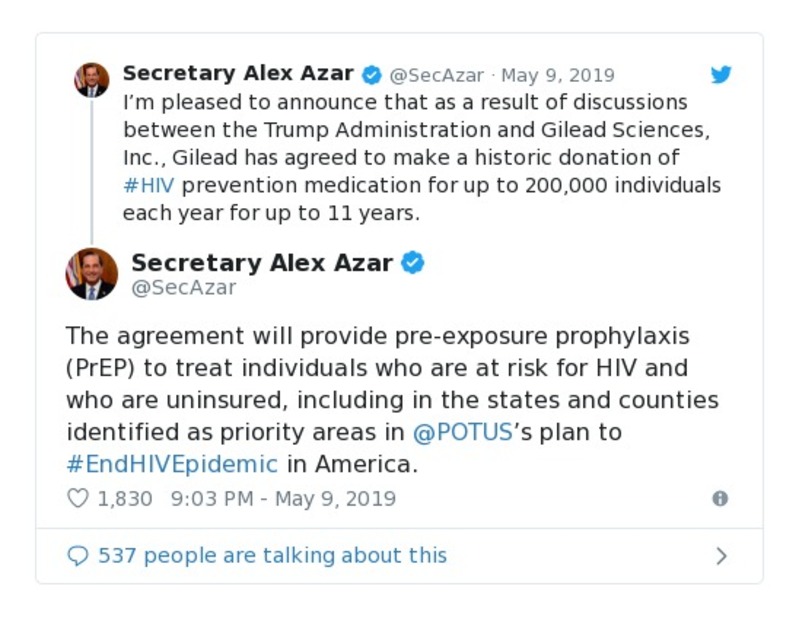 Secretary Alex Azar @SecAzar · May 9, 2019
I’m pleased to announce that as a result of discussions
between the Trump Administration and Gilead Sciences,
Inc., Gilead has agreed to make a historic donation of
#HIV prevention medication for up to 200,000 individuals
each year for up to 11 years.
Secretary Alex Azar
@SecAzar
The agreement will provide pre-exposure prophylaxis
(PrEP) to treat individuals who are at risk for HIV and
who are uninsured, including in the states and counties
identified as priority areas in @POTUS’s plan to
#EndHIVEpidemic in America.
1,830 9:03 PM - May 9, 2019
537 people are talking about this